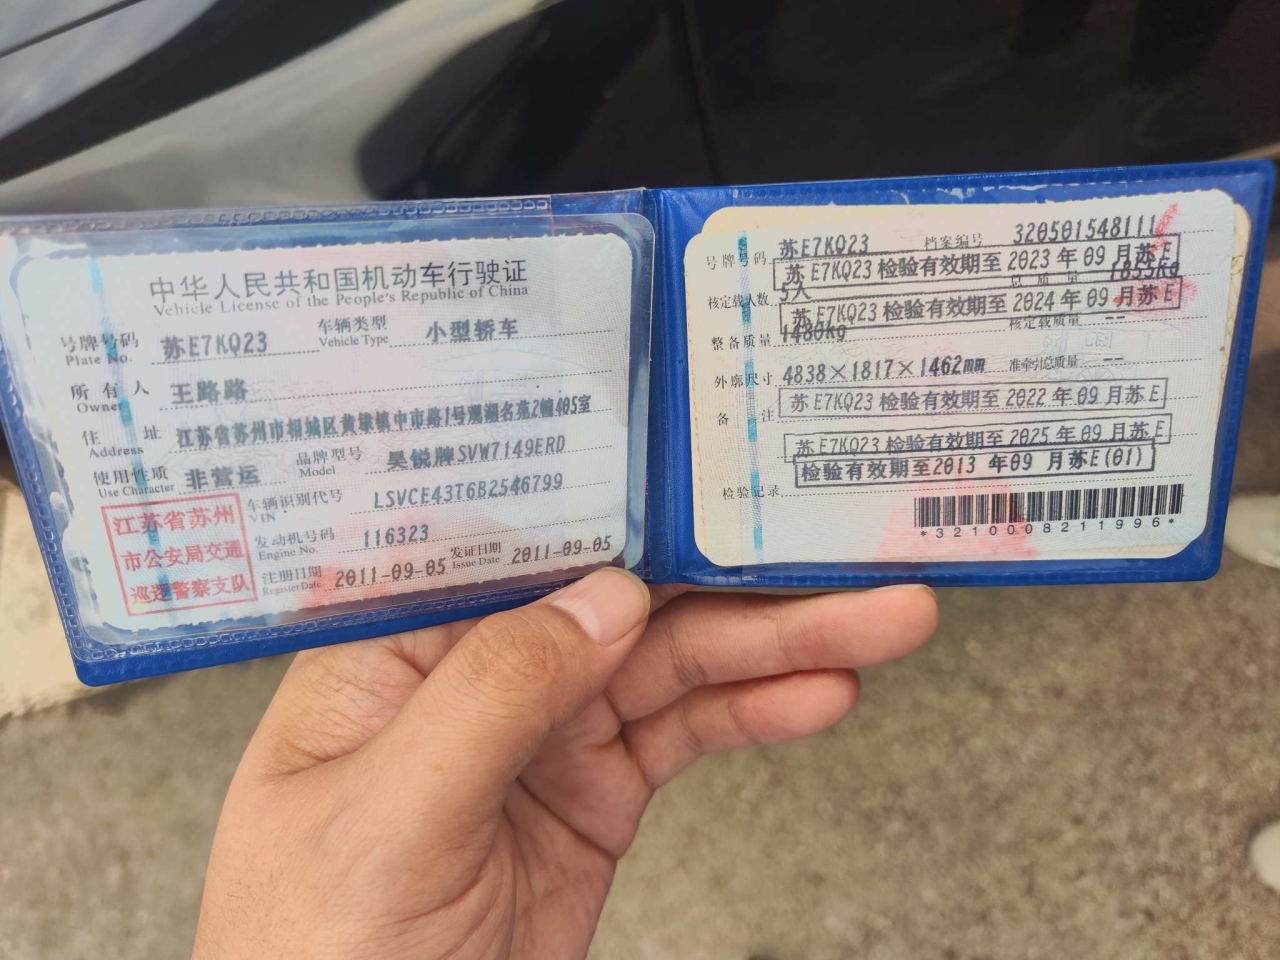 中华人民共和国机动车行驶证
Vehicle License of the People's Republic of China
号牌号码 苏E7KQ23 车辆类型 小型轿车
Plate No. Vehicle Type
所有人 王路路
Owner
住址 江苏省苏州市相城区黄埭镇中市路1号观湖名苑2幢405室
Address
使用性质 非营运 品牌型号 昊锐牌SVW7149ERD
Use Character Model
江苏省苏州
市公安局交通
巡逻警察支队
车辆识别代号 LSVCE43T6B2546799
VIN
发动机号码 116323
Engine No.
注册日期 2011-09-05 发证日期 2011-09-05
Register Date Issue Date
号牌号码 苏E7KQ23 档案编号 320501548111
苏E7KQ23检验有效期至2023年09月苏E
核定载人数 5人 总质量 1855kg
苏E7KQ23检验有效期至2024年09月苏E
整备质量 1480kg 核定载质量 --
外廓尺寸 4838×1817×1462mm 准牵引总质量 --
苏E7KQ23检验有效期至2022年09月苏E
备注
苏E7KQ23检验有效期至2025年09月苏E
检验有效期至2013年09月苏E(01)
检验记录
*3210008211996*